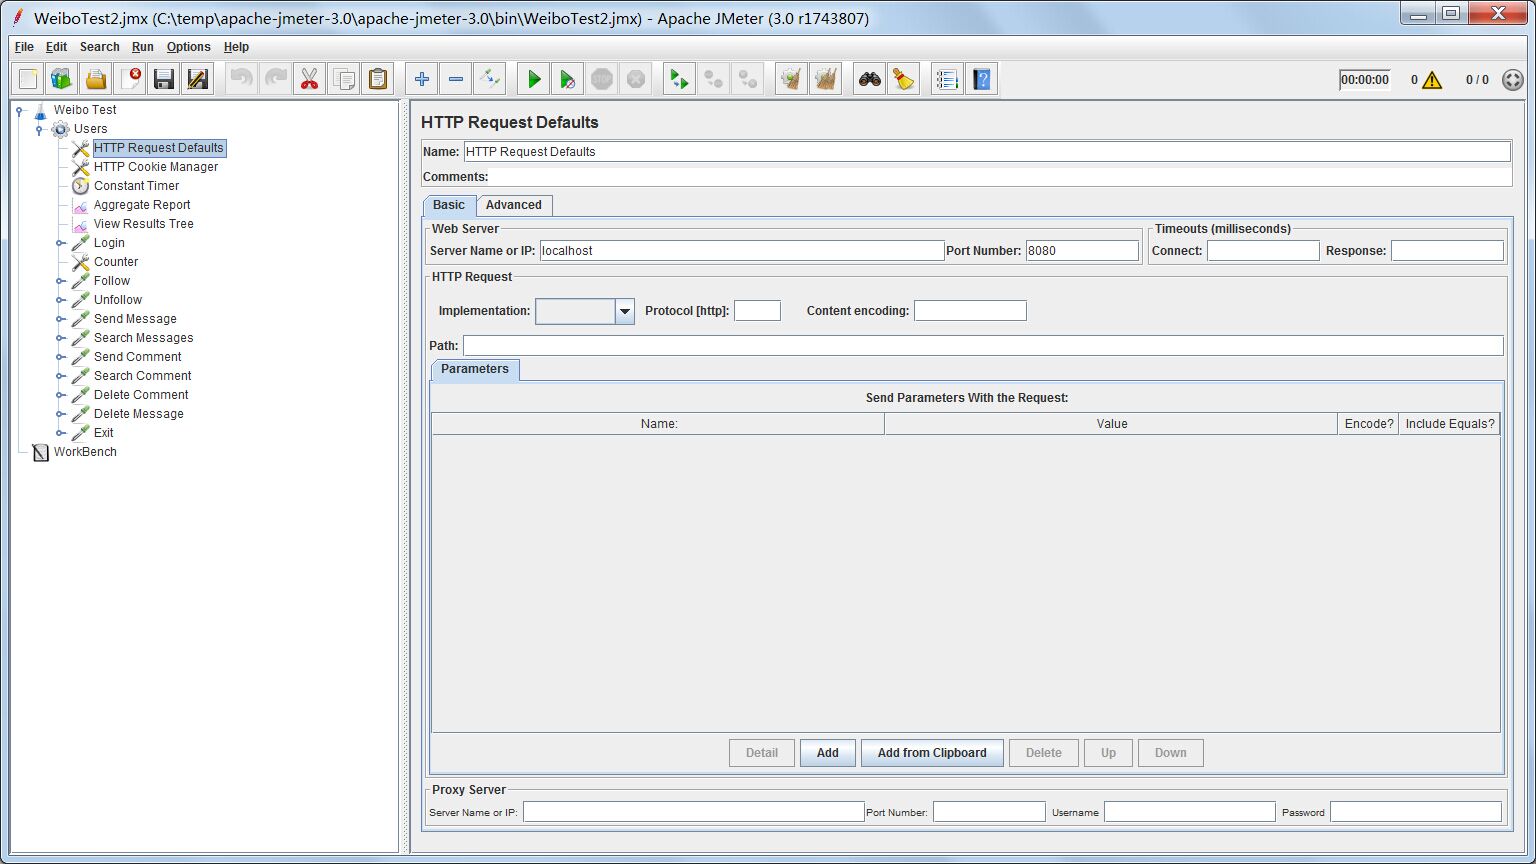 WeiboTest2.jmx (C:\temp\apache-jmeter-3.0\apache-jmeter-3.0\bin\WeiboTest2.jmx) - Apache JMeter (3.0 r1743807)
File Edit Search Run Options Help
00:00:00 0 0 / 0
Weibo Test
Users
HTTP Request Defaults
HTTP Cookie Manager
Constant Timer
Aggregate Report
View Results Tree
Login
Counter
Follow
Unfollow
Send Message
Search Messages
Send Comment
Search Comment
Delete Comment
Delete Message
Exit
WorkBench
HTTP Request Defaults
Name: HTTP Request Defaults
Comments:
Basic Advanced
Web Server
Server Name or IP: localhost Port Number: 8080
Timeouts (milliseconds)
Connect: Response:
HTTP Request
Implementation: Protocol [http]: Content encoding:
Path:
Parameters
Send Parameters With the Request:
Name: Value Encode? Include Equals?
Detail Add Add from Clipboard Delete Up Down
Proxy Server
Server Name or IP: Port Number: Username Password